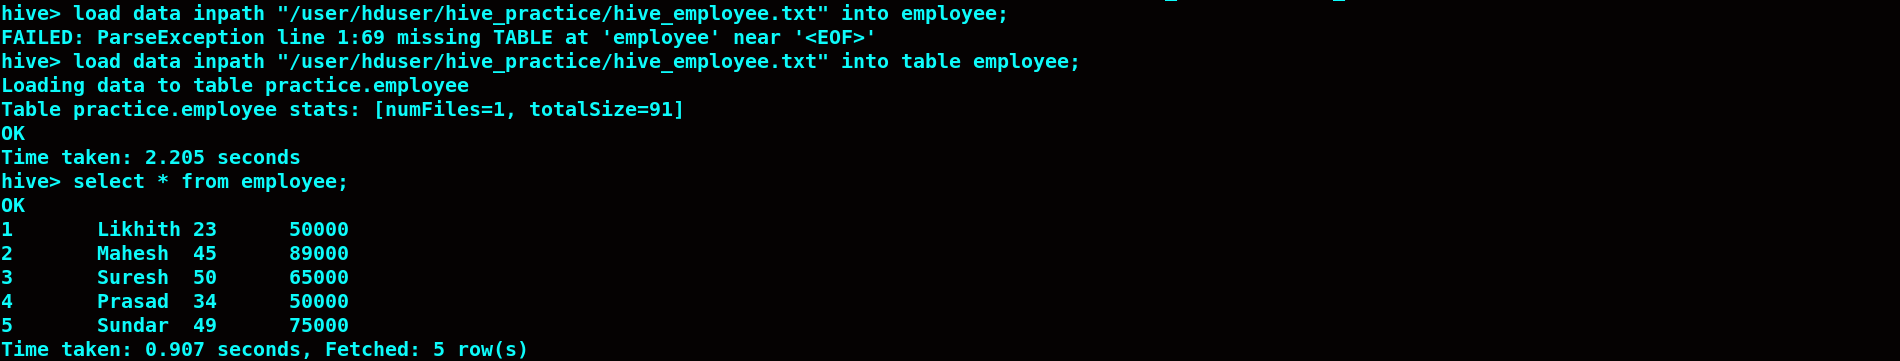 hive> load data inpath "/user/hduser/hive_practice/hive_employee.txt" into employee;
FAILED: ParseException line 1:69 missing TABLE at 'employee' near '<EOF>'
hive> load data inpath "/user/hduser/hive_practice/hive_employee.txt" into table employee;
Loading data to table practice.employee
Table practice.employee stats: [numFiles=1, totalSize=91]
OK
Time taken: 2.205 seconds
hive> select * from employee;
OK
1       Likhith 23      50000
2       Mahesh  45      89000
3       Suresh  50      65000
4       Prasad  34      50000
5       Sundar  49      75000
Time taken: 0.907 seconds, Fetched: 5 row(s)